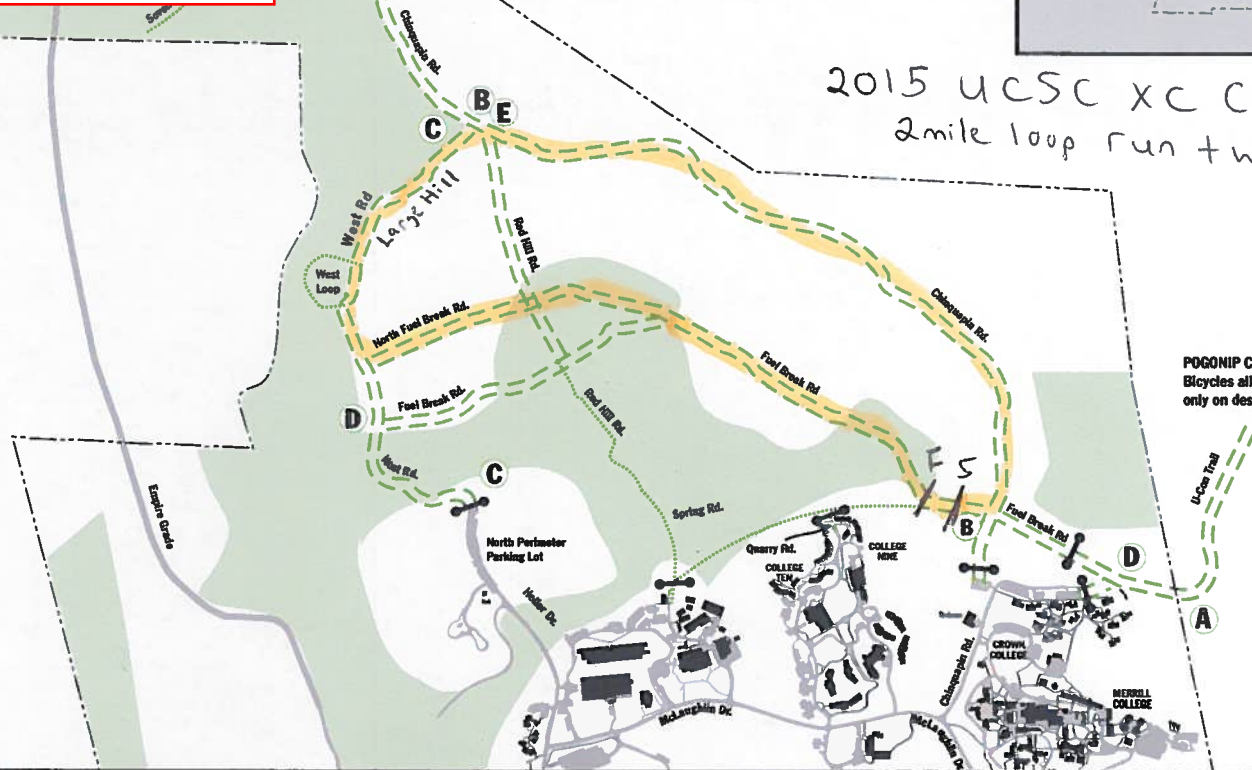 Chinquapin Rd.
B
E
C
2015 UCSC XC C
2mile loop run tw
West Rd
Large Hill
Red Hill Rd.
West
Loop
North Fuel Break Rd.
Chinquapin Rd.
Fuel Break Rd.
POGONIP C
Bicycles all
only on des
Fuel Break Rd.
D
Red Hill Rd.
West Rd.
C
F
S
U-Con Trail
Empire Grade
Spring Rd.
B
Fuel Break Rd.
North Perimeter
Parking Lot
Quarry Rd.
COLLEGE
NINE
COLLEGE
TEN
D
Heller Dr.
A
CROWN
COLLEGE
Chinquapin Rd.
MERRILL
COLLEGE
McLaughlin Dr.
McLaughlin Dr.